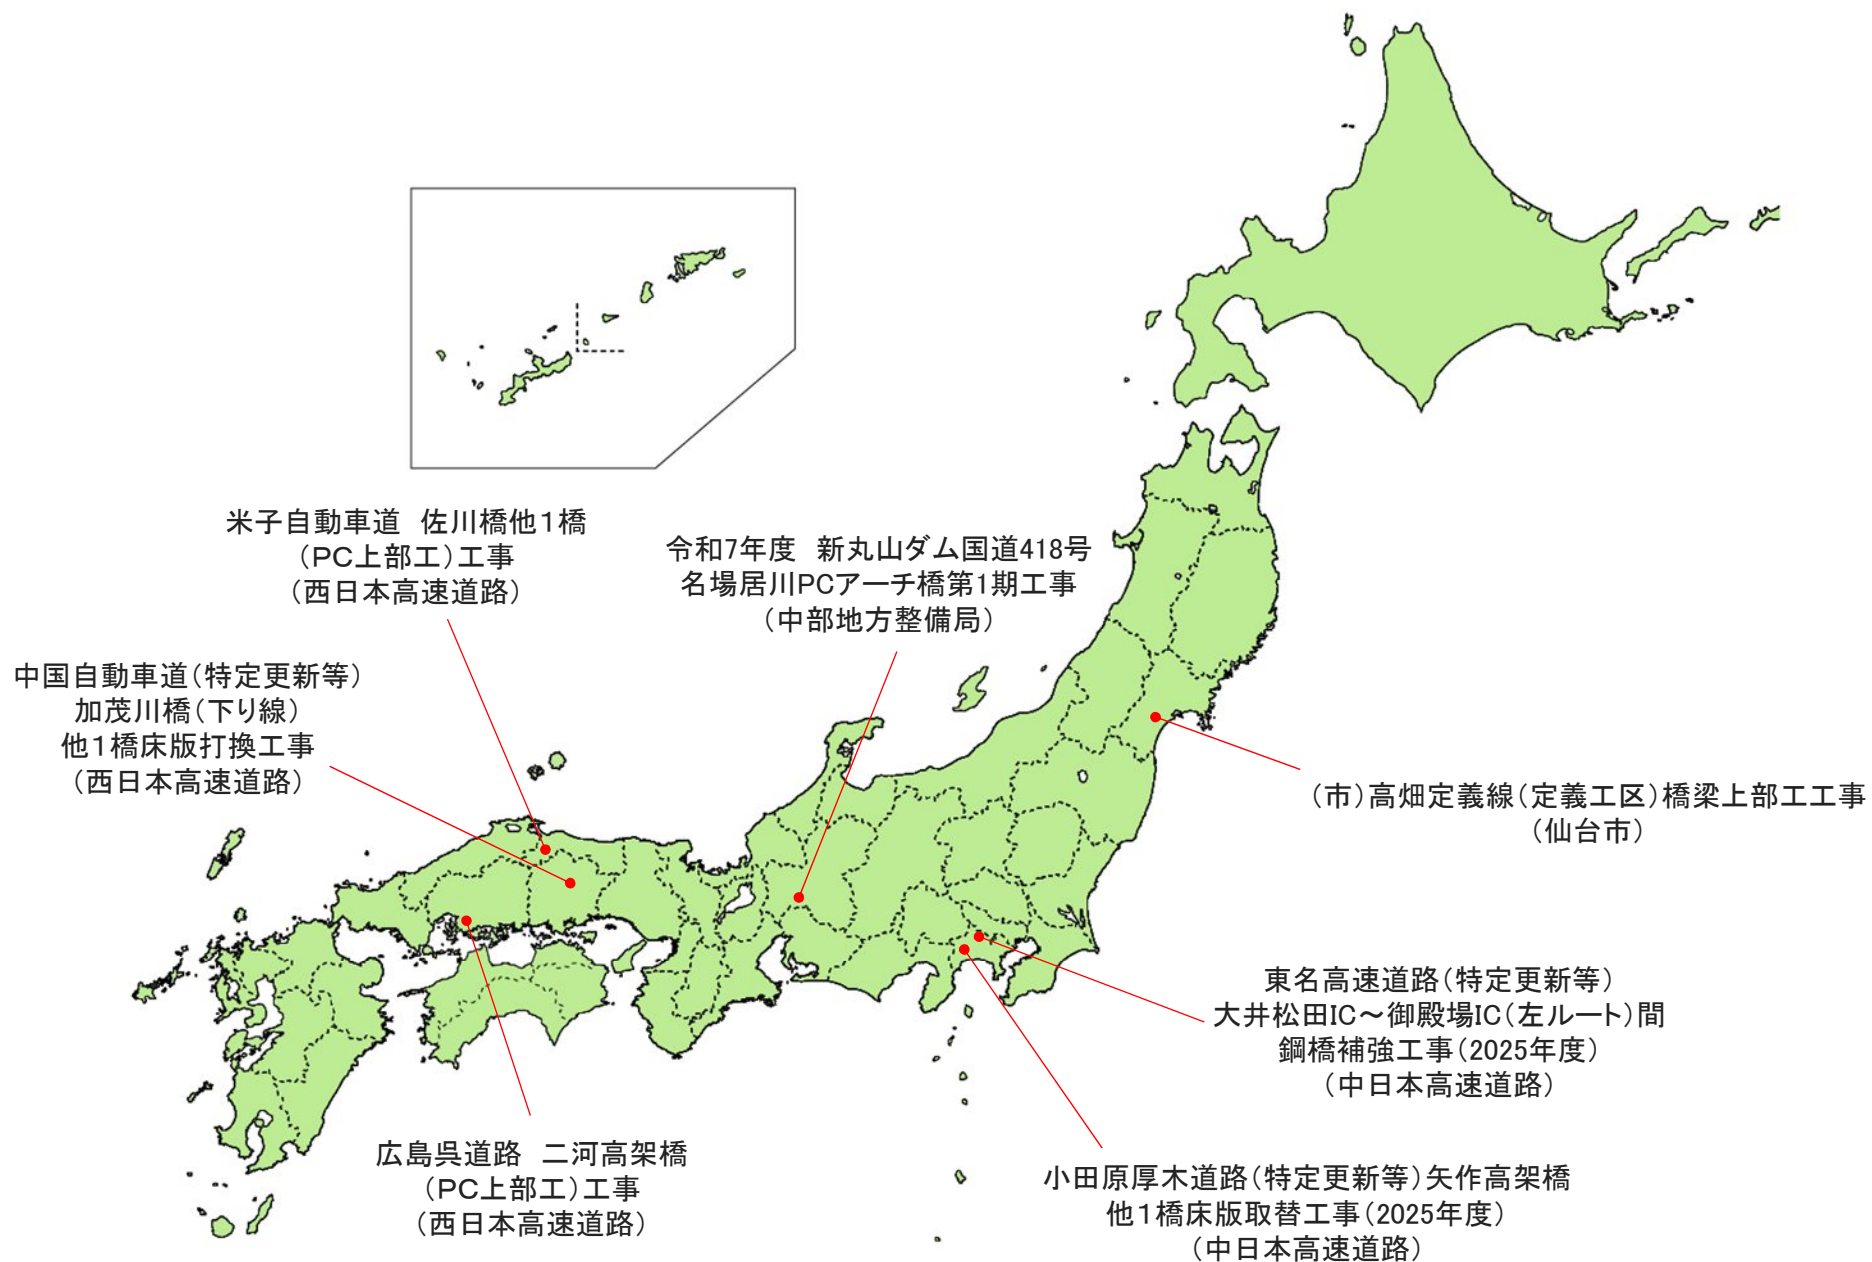 米子自動車道　佐川橋他１橋
（ＰＣ上部工）工事
（西日本高速道路）
令和7年度　新丸山ダム国道418号
名場居川PCアーチ橋第1期工事
（中部地方整備局）
中国自動車道（特定更新等）
加茂川橋（下り線）
他１橋床版打換工事
（西日本高速道路）
（市）高畑定義線（定義工区）橋梁上部工工事
（仙台市）
東名高速道路（特定更新等）
大井松田IC～御殿場IC（左ルート）間
鋼橋補強工事（2025年度）
（中日本高速道路）
広島呉道路　二河高架橋
（ＰＣ上部工）工事
（西日本高速道路）
小田原厚木道路（特定更新等）矢作高架橋
他１橋床版取替工事（2025年度）
（中日本高速道路）